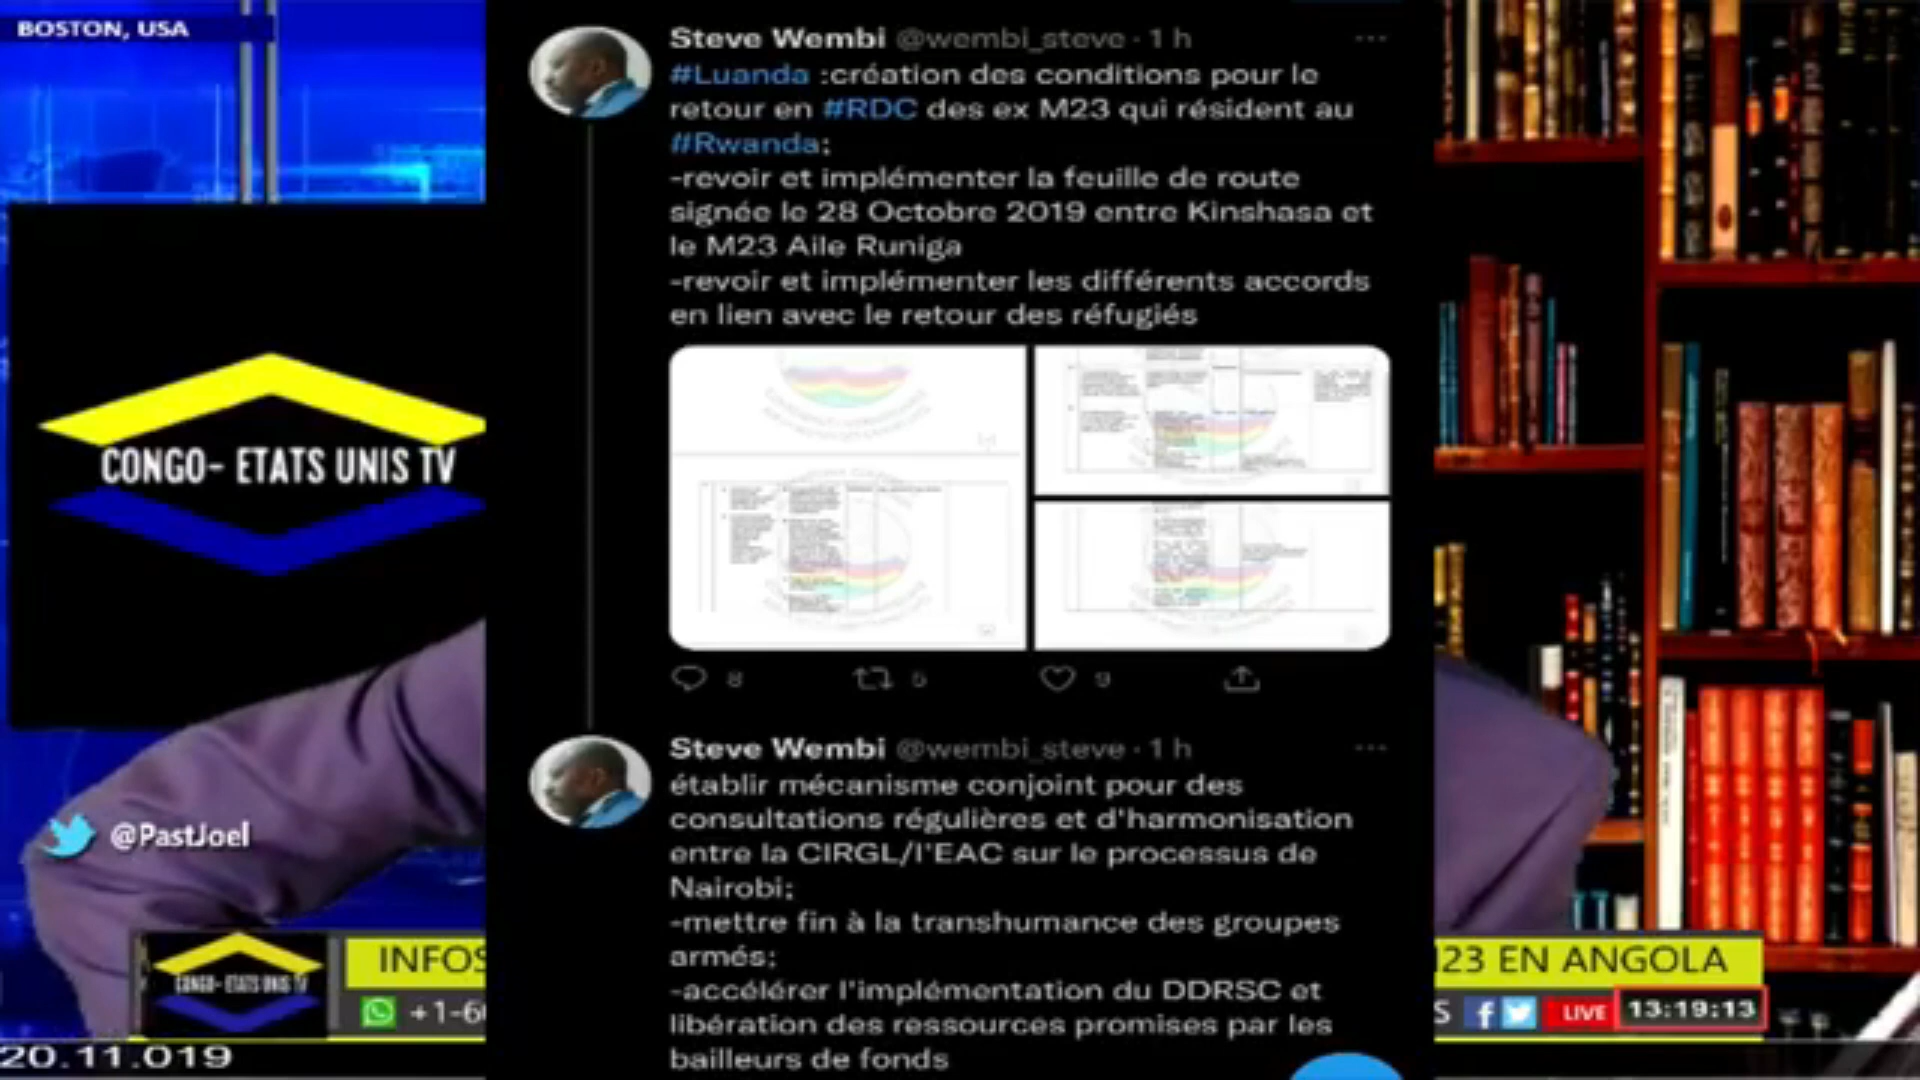 BOSTON, USA
Steve Wembi @wembi_steve · 1 h
#Luanda :création des conditions pour le
retour en #RDC des ex M23 qui résident au
#Rwanda;
-revoir et implémenter la feuille de route
signée le 28 Octobre 2019 entre Kinshasa et
le M23 Aile Runiga
-revoir et implémenter les différents accords
en lien avec le retour des réfugiés
8 5 9
CONGO- ETATS UNIS TV
Steve Wembi @wembi_steve · 1 h
établir mécanisme conjoint pour des
consultations régulières et d'harmonisation
entre la CIRGL/l'EAC sur le processus de
Nairobi;
-mettre fin à la transhumance des groupes
armés;
-accélérer l'implémentation du DDRSC et
libération des ressources promises par les
bailleurs de fonds
@PastJoel
CONGO- ETATS UNIS TV
INFOS
23 EN ANGOLA
+1-6
S
LIVE
13:19:13
20.11.019